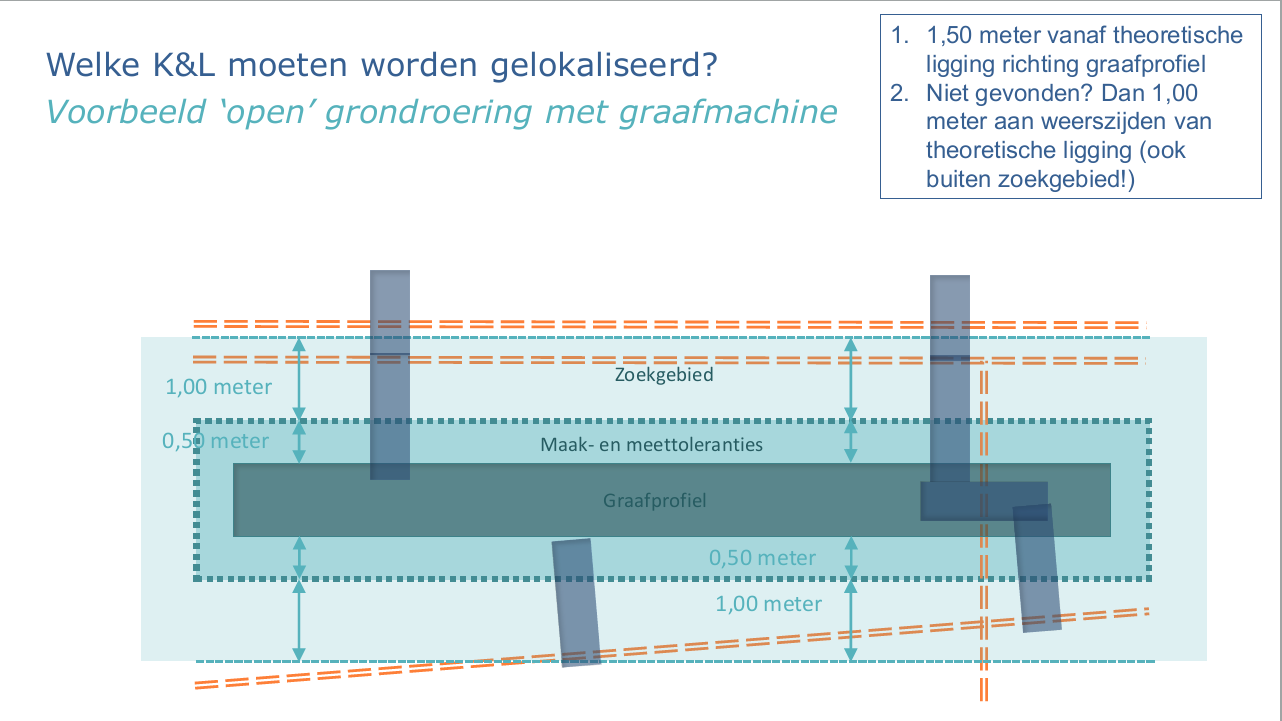 Welke K&L moeten worden gelokaliseerd?
Voorbeeld ‘open’ grondroering met graafmachine
1. 1,50 meter vanaf theoretische
ligging richting graafprofiel
2. Niet gevonden? Dan 1,00
meter aan weerszijden van
theoretische ligging (ook
buiten zoekgebied!)
Zoekgebied
1,00 meter
0,50 meter
Maak- en meettoleranties
Graafprofiel
0,50 meter
1,00 meter